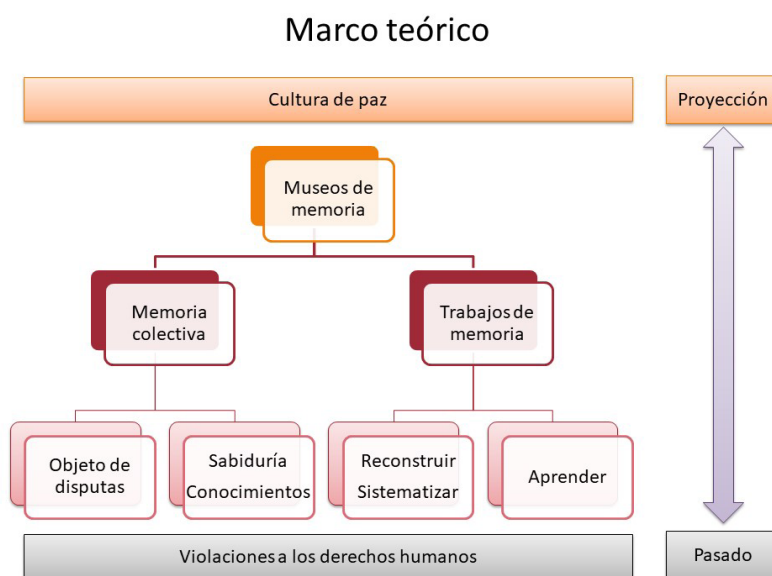 Marco teórico
Cultura de paz
Proyección
Museos de
memoria
Memoria
colectiva
Trabajos de
memoria
Objeto de
disputas
Sabiduría
Conocimientos
Reconstruir
Sistematizar
Aprender
Violaciones a los derechos humanos
Pasado